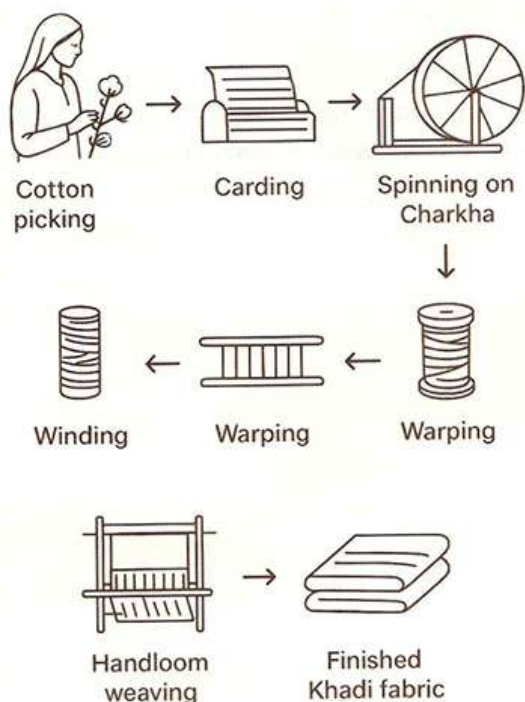 Cotton
picking
Carding
Spinning on
Charkha
Warping
Warping
Winding
Handloom
weaving
Finished
Khadi fabric